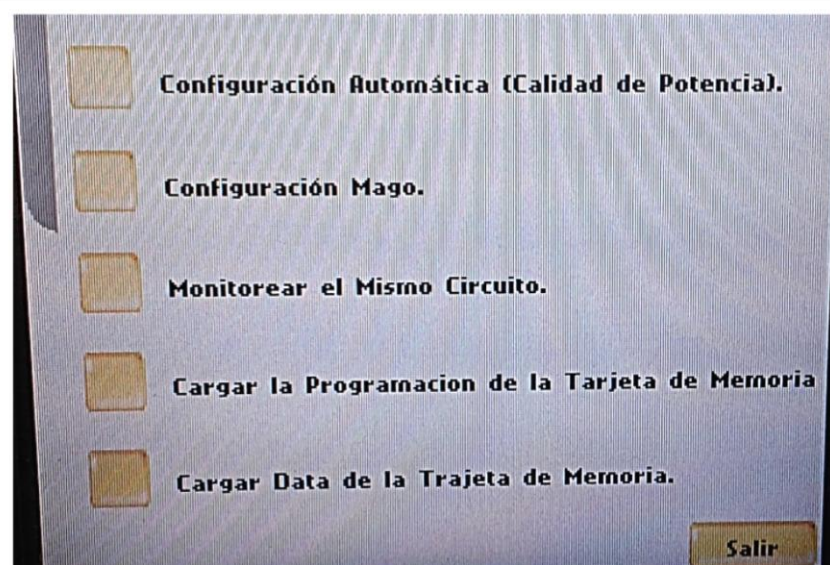 Configuración Automática (Calidad de Potencia).
Configuración Mago.
Monitorear el Mismo Circuito.
Cargar la Programacion de la Tarjeta de Memoria
Cargar Data de la Trajeta de Memoria.
Salir